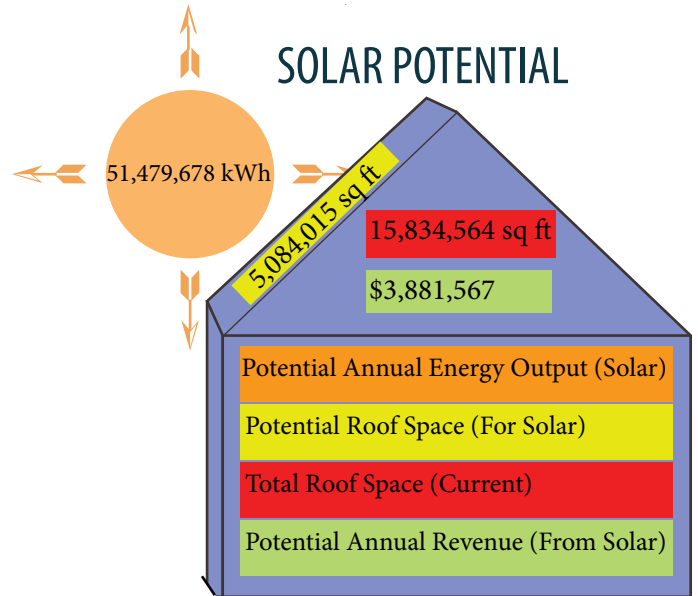 SOLAR POTENTIAL
51,479,678 kWh
5,084,015 sq ft
15,834,564 sq ft
$3,881,567
Potential Annual Energy Output (Solar)
Potential Roof Space (For Solar)
Total Roof Space (Current)
Potential Annual Revenue (From Solar)